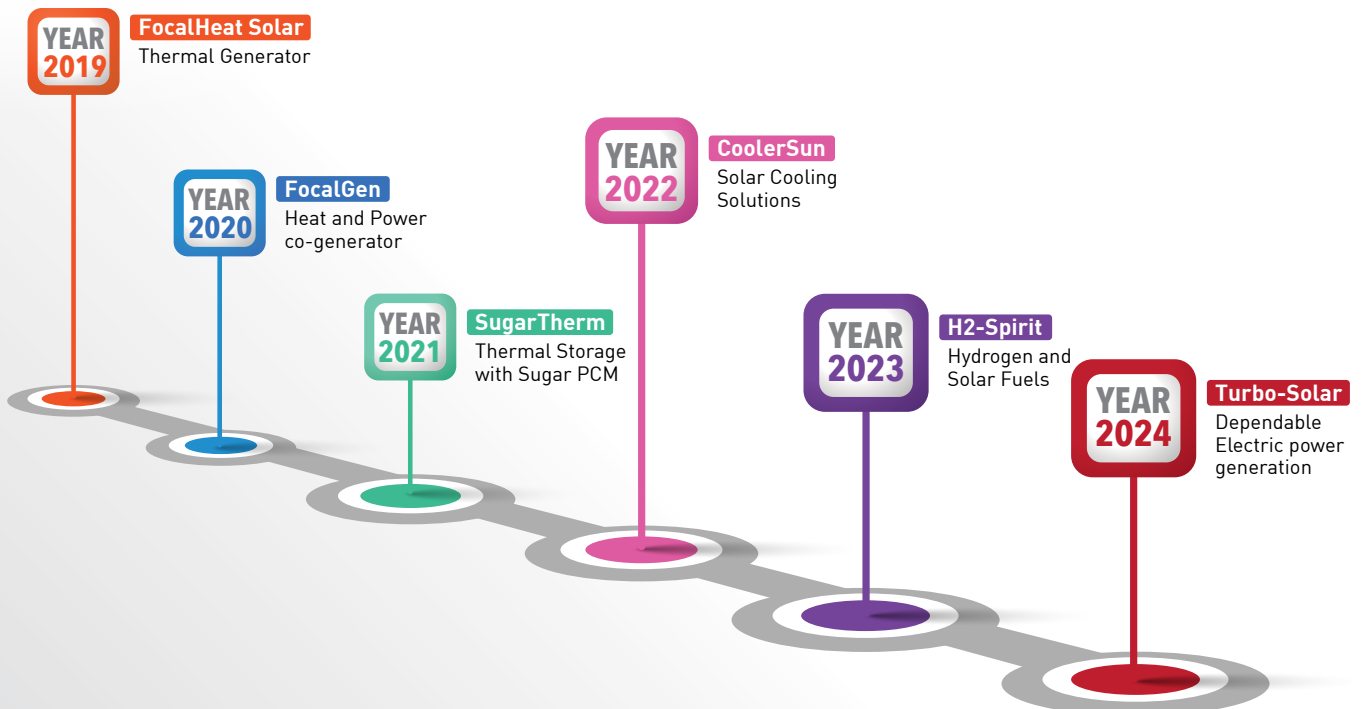 YEAR
2019
FocalHeat Solar
Thermal Generator
YEAR
2020
FocalGen
Heat and Power
co-generator
YEAR
2021
SugarTherm
Thermal Storage
with Sugar PCM
YEAR
2022
CoolerSun
Solar Cooling
Solutions
YEAR
2023
H2-Spirit
Hydrogen and
Solar Fuels
YEAR
2024
Turbo-Solar
Dependable
Electric power
generation